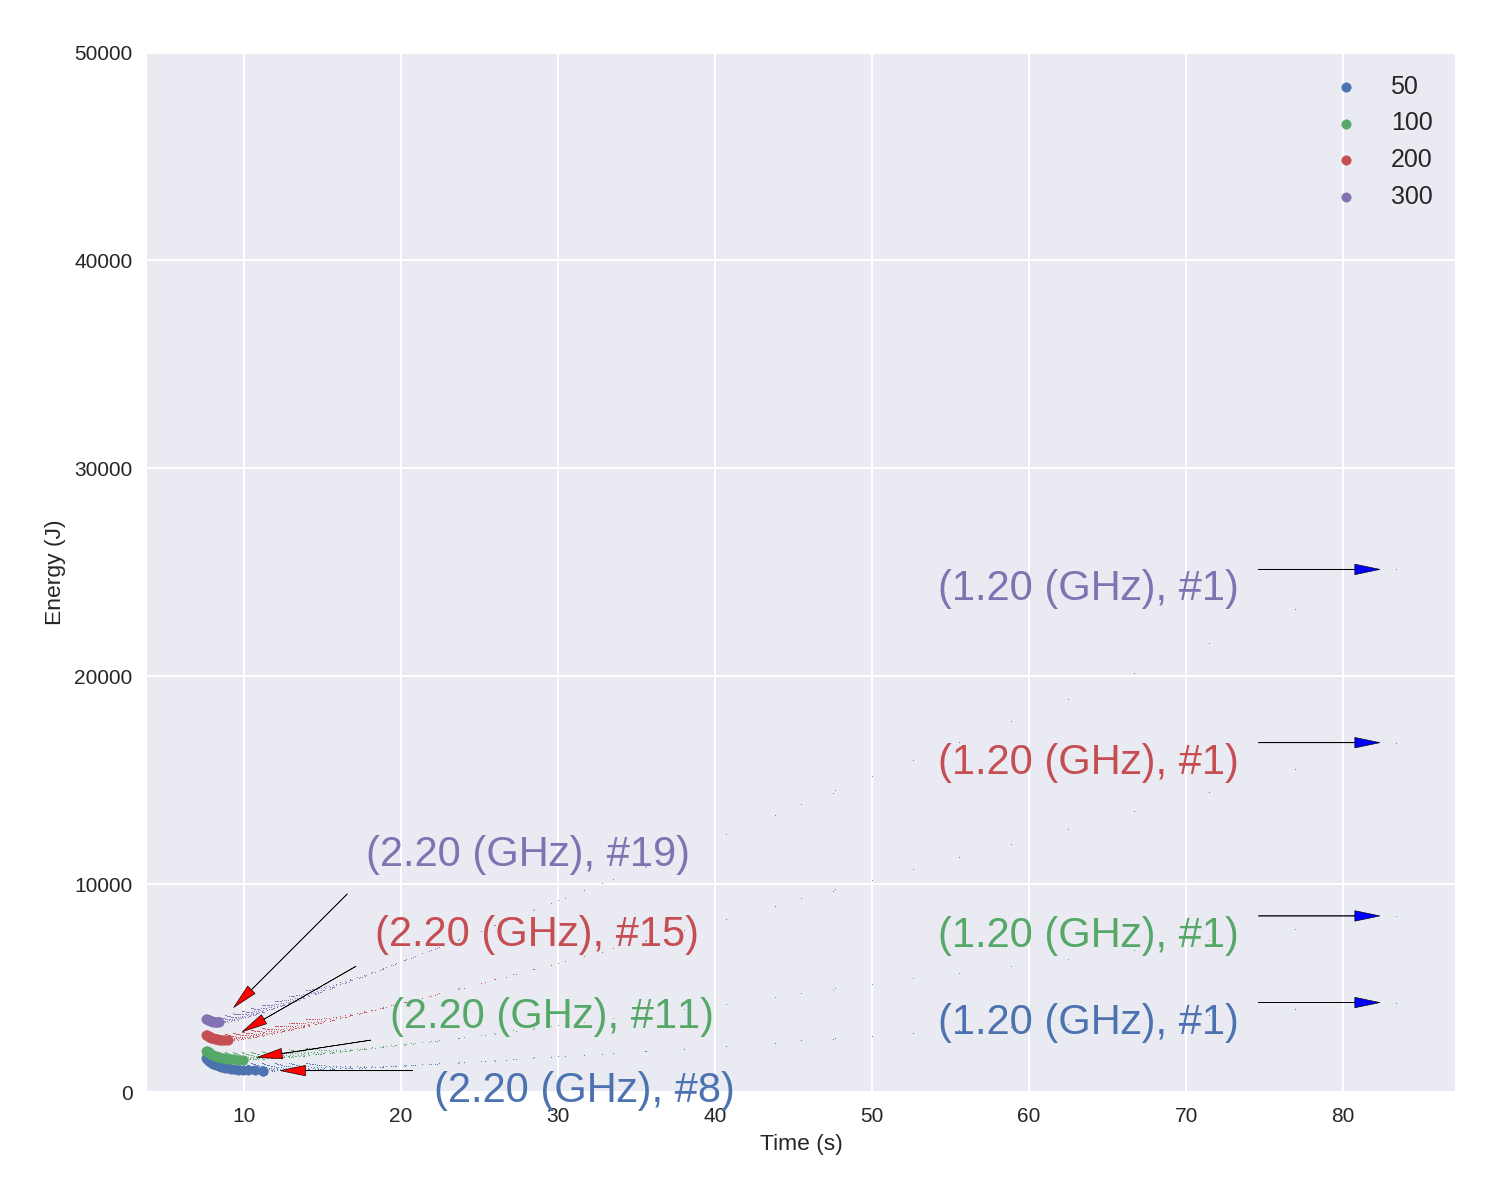 50000
40000
30000
20000
10000
0
Energy (J)
50
100
200
300
(1.20 (GHz), #1)
(1.20 (GHz), #1)
(2.20 (GHz), #19)
(2.20 (GHz), #15)
(1.20 (GHz), #1)
(2.20 (GHz), #11)
(1.20 (GHz), #1)
(2.20 (GHz), #8)
10 20 30 40 50 60 70 80
Time (s)